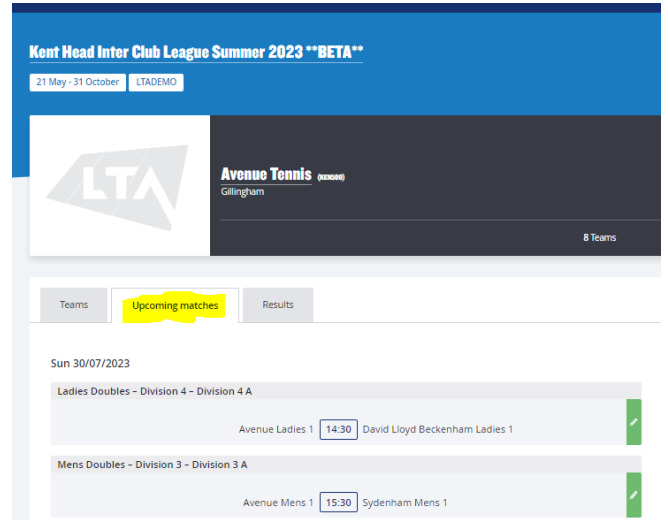 Kent Head Inter Club League Summer 2023 **BETA**
21 May - 31 October LTADEMO
LTA
Avenue Tennis (KEN500)
Gillingham
8 Teams
Teams Upcoming matches Results
Sun 30/07/2023
Ladies Doubles – Division 4 – Division 4 A
Avenue Ladies 1 14:30 David Lloyd Beckenham Ladies 1
Mens Doubles – Division 3 – Division 3 A
Avenue Mens 1 15:30 Sydenham Mens 1